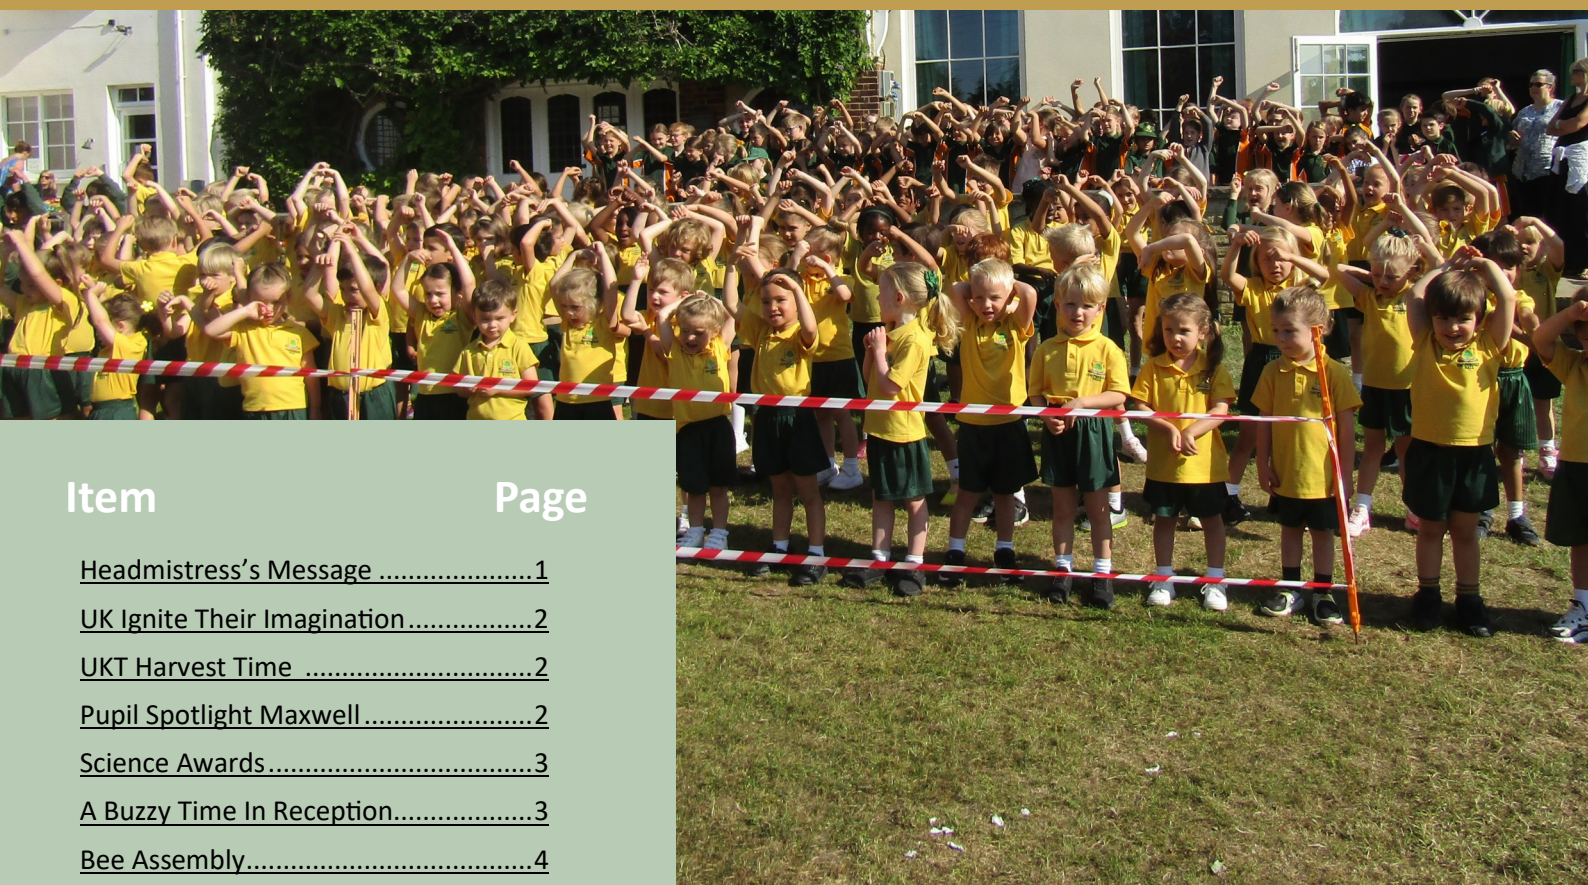 Item Page
Headmistress's Message .....................1
UK Ignite Their Imagination.................2
UKT Harvest Time ..............................2
Pupil Spotlight Maxwell.......................2
Science Awards....................................3
A Buzzy Time In Reception...................3
Bee Assembly.......................................4